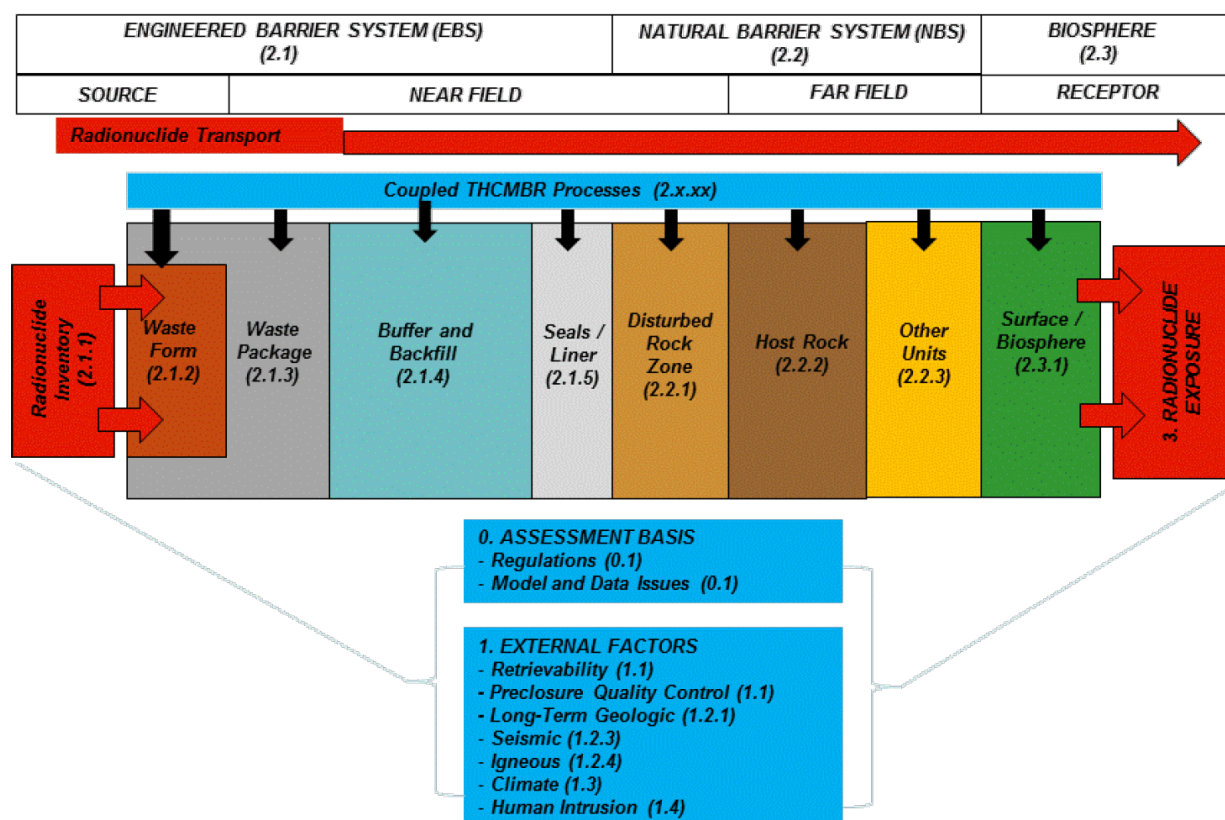 ENGINEERED BARRIER SYSTEM (EBS)
(2.1)
NATURAL BARRIER SYSTEM (NBS)
(2.2)
BIOSPHERE
(2.3)
SOURCE
NEAR FIELD
FAR FIELD
RECEPTOR
Radionuclide Transport
Coupled THCMBR Processes (2.x.xx)
Radionuclide
Inventory
(2.1.1)
Waste
Form
(2.1.2)
Waste
Package
(2.1.3)
Buffer and
Backfill
(2.1.4)
Seals /
Liner
(2.1.5)
Disturbed
Rock
Zone
(2.2.1)
Host Rock
(2.2.2)
Other
Units
(2.2.3)
Surface /
Biosphere
(2.3.1)
3. RADIONUCLIDE
EXPOSURE
0. ASSESSMENT BASIS
- Regulations (0.1)
- Model and Data Issues (0.1)
1. EXTERNAL FACTORS
- Retrievability (1.1)
- Preclosure Quality Control (1.1)
- Long-Term Geologic (1.2.1)
- Seismic (1.2.3)
- Igneous (1.2.4)
- Climate (1.3)
- Human Intrusion (1.4)